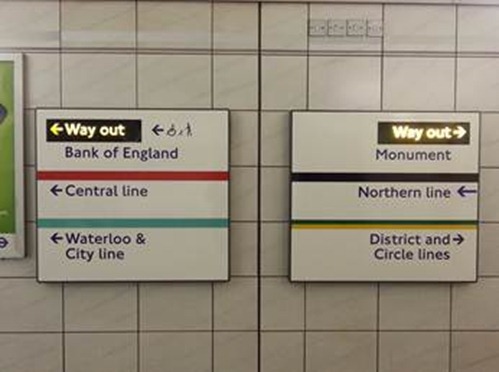 Way out
Bank of England
Central line
Waterloo &
City line
Way out
Monument
Northern line
District and
Circle lines